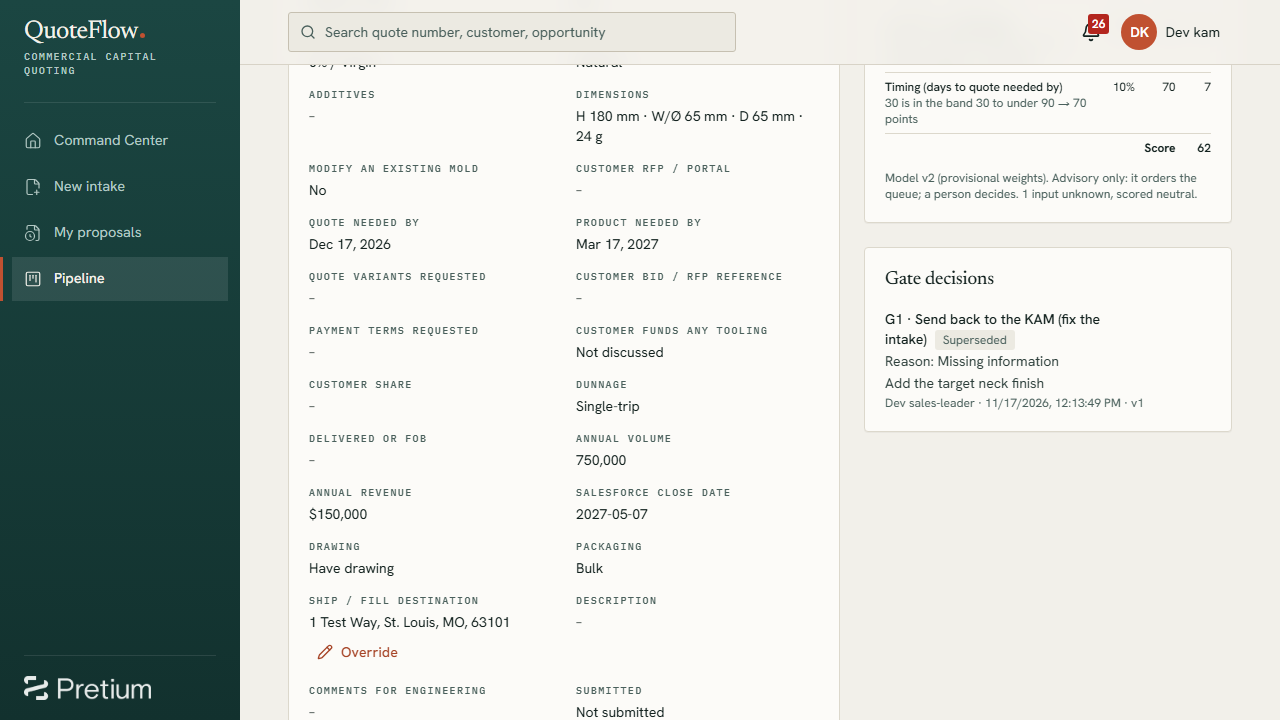 QuoteFlow.
COMMERCIAL CAPITAL
QUOTING
Command Center
New intake
My proposals
Pipeline
Pretium
Search quote number, customer, opportunity
26
DK
Dev kam
ADDITIVES
–
DIMENSIONS
H 180 mm · W/Ø 65 mm · D 65 mm ·
24 g
MODIFY AN EXISTING MOLD
No
CUSTOMER RFP / PORTAL
–
QUOTE NEEDED BY
Dec 17, 2026
PRODUCT NEEDED BY
Mar 17, 2027
QUOTE VARIANTS REQUESTED
–
CUSTOMER BID / RFP REFERENCE
–
PAYMENT TERMS REQUESTED
–
CUSTOMER FUNDS ANY TOOLING
Not discussed
CUSTOMER SHARE
–
DUNNAGE
Single-trip
DELIVERED OR FOB
–
ANNUAL VOLUME
750,000
ANNUAL REVENUE
$150,000
SALESFORCE CLOSE DATE
2027-05-07
DRAWING
Have drawing
PACKAGING
Bulk
SHIP / FILL DESTINATION
1 Test Way, St. Louis, MO, 63101
Override
DESCRIPTION
–
COMMENTS FOR ENGINEERING
–
SUBMITTED
Not submitted
Timing (days to quote needed by) 10% 70 7
30 is in the band 30 to under 90 → 70
points
Score 62
Model v2 (provisional weights). Advisory only: it orders the
queue; a person decides. 1 input unknown, scored neutral.
Gate decisions
G1 · Send back to the KAM (fix the
intake) Superseded
Reason: Missing information
Add the target neck finish
Dev sales-leader · 11/17/2026, 12:13:49 PM · v1